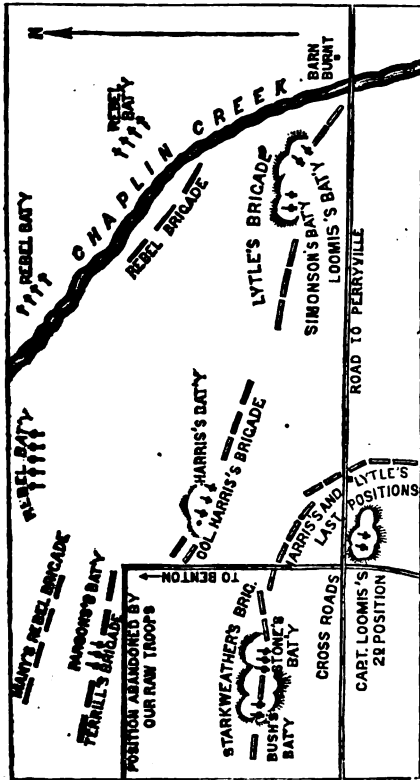 N
REBEL BATY
REBEL
BATY
CHAPLIN CREEK
BARN
BURNT
REBEL BRIGADE
REBEL BATY
LYTLE'S BRIGADE
SIMONSON'S BATY
LOOMIS'S BATY
ROAD TO PERRYVILLE
HARRIS'S BATY
COL HARRIS'S BRIGADE
MANY'S REBEL BRIGADE
PARSONS'S BATY
TERRILL'S BRIGADE
POSITION ABANDONED BY
OUR RAW TROOPS
TO BENTON
HARRIS'S AND LYTLE'S
LAST POSITIONS
STARKWEATHER'S BRIG.
STONE'S
BATY
BUSH'S
BATY
CROSS ROADS
CAPT. LOOMIS'S
2D POSITION